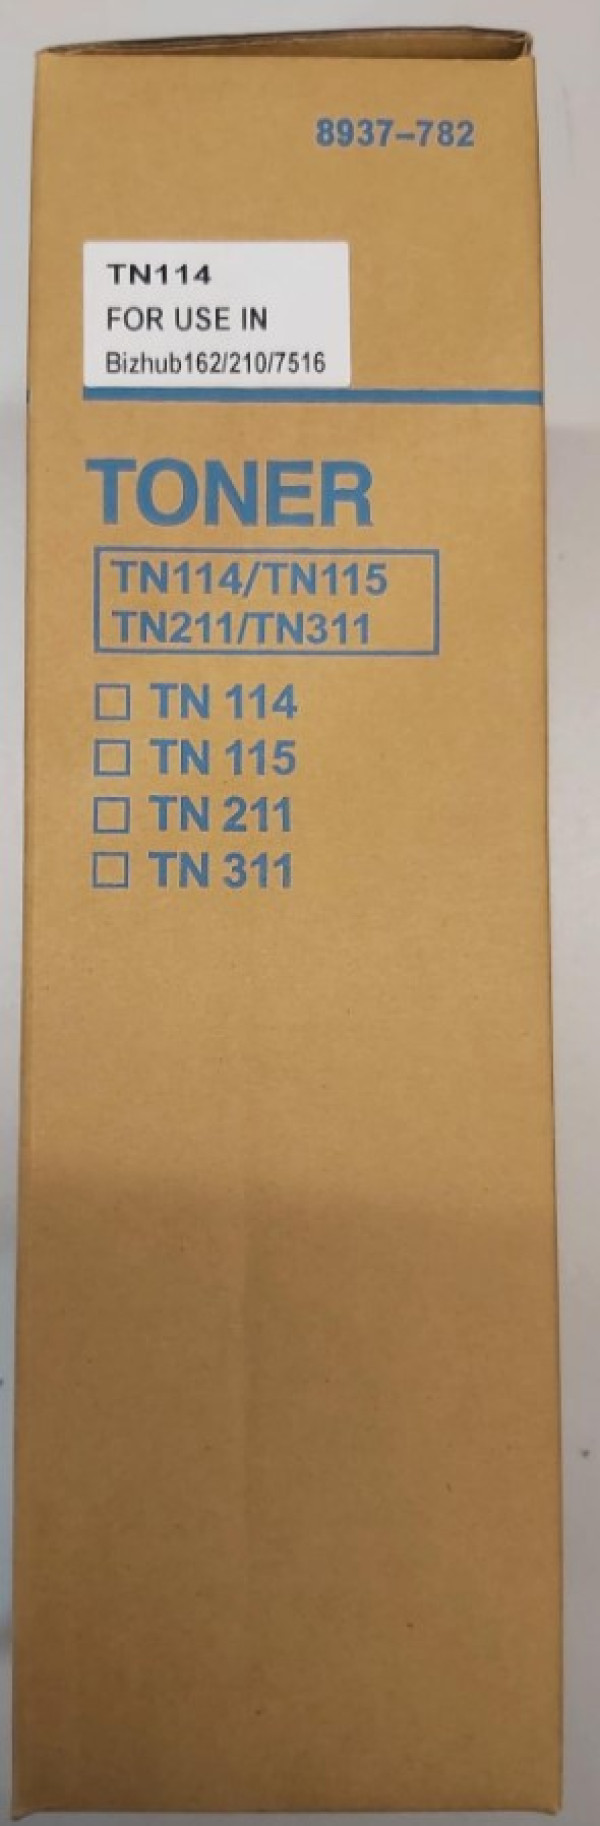 8937-782
TN114
FOR USE IN
Bizhub162/210/7516
TONER
TN114/TN115
TN211/TN311
☐ TN 114
☐ TN 115
☐ TN 211
☐ TN 311